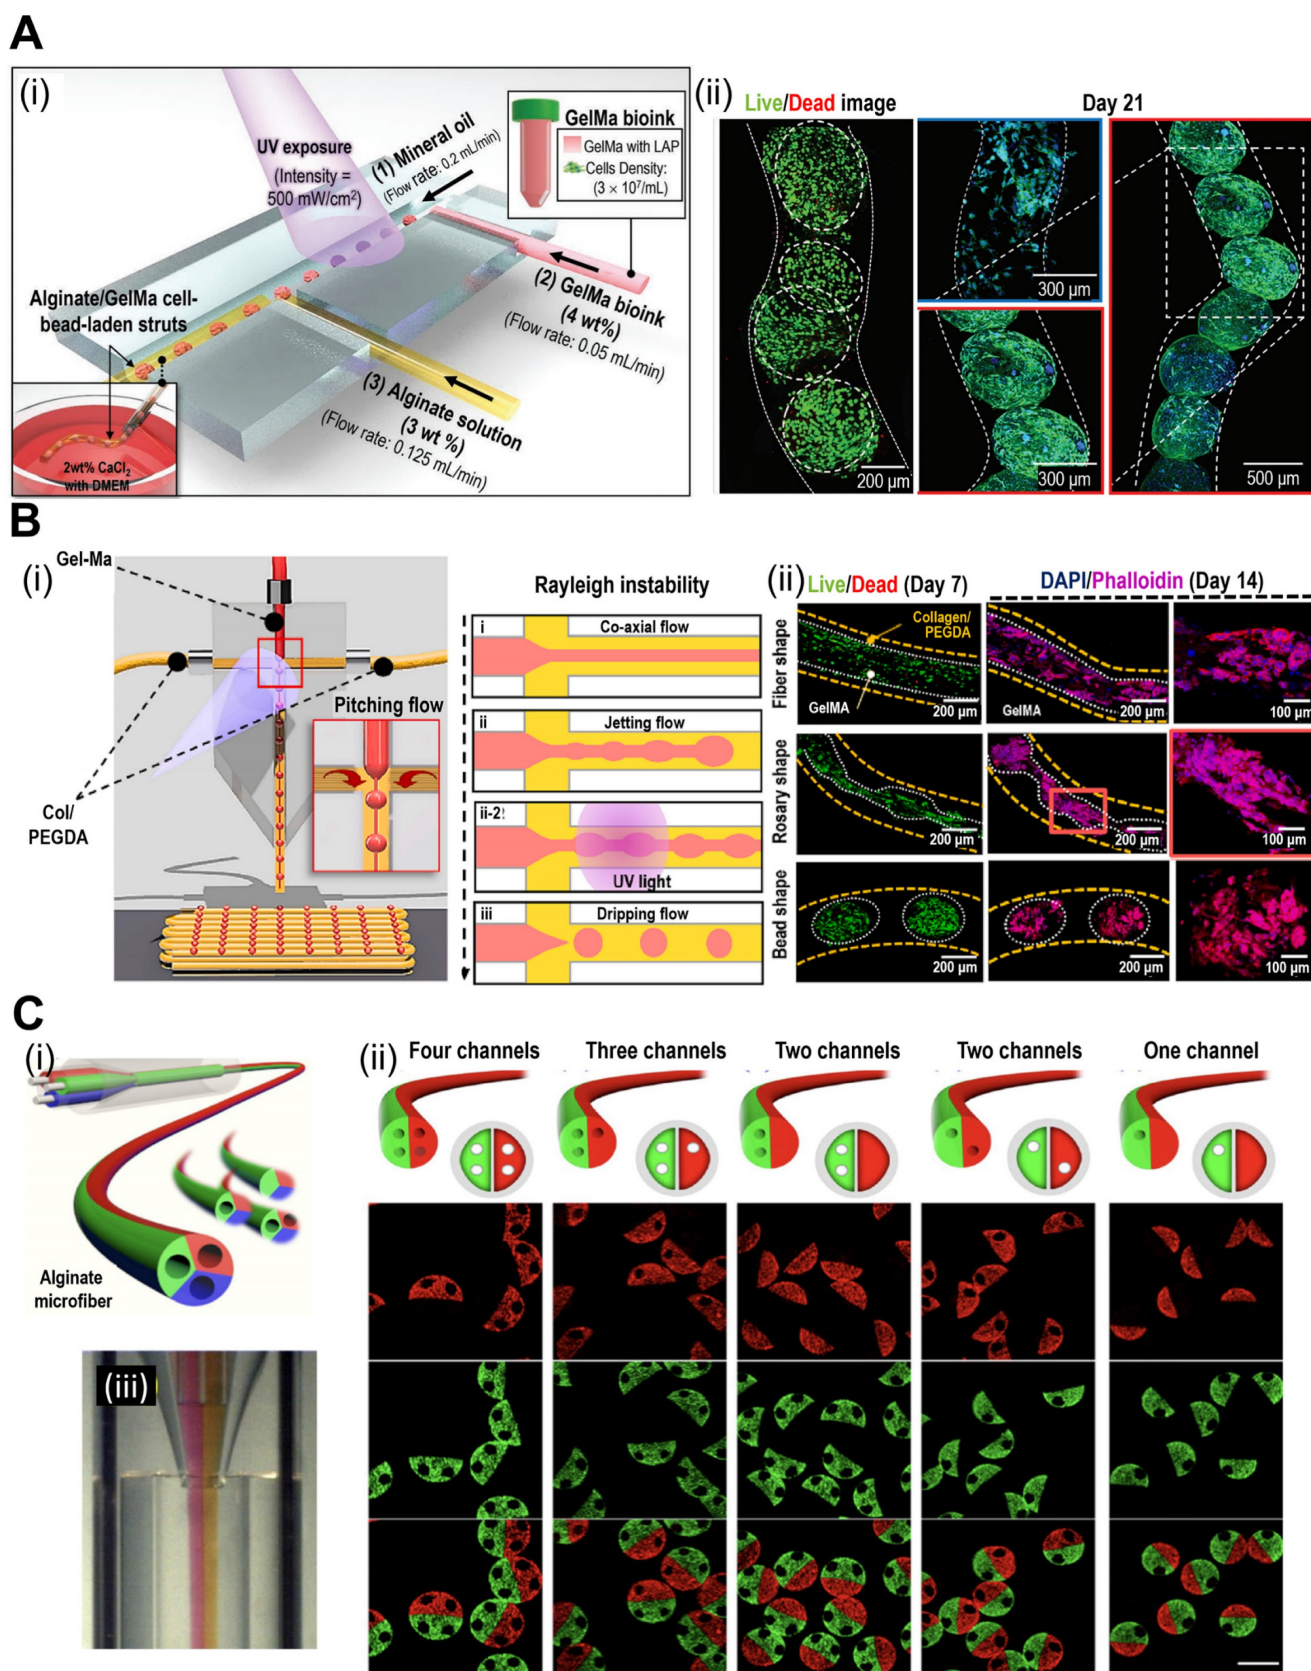 A
(i)
UV exposure
(Intensity =
500 mW/cm²)
(1) Mineral oil
(Flow rate: 0.2 mL/min)
GelMa bioink
GelMa with LAP
Cells Density:
(3 × 10⁷/mL)
(2) GelMa bioink
(4 wt%)
(Flow rate: 0.05 mL/min)
Alginate/GelMa cell-
bead-laden struts
(3) Alginate solution
(3 wt %)
(Flow rate: 0.125 mL/min)
2wt% CaCl₂
with DMEM
(ii)
Live/Dead image
Day 21
200 µm
300 µm
300 µm
500 µm
B
(i)
Gel-Ma
Pitching flow
Col/
PEGDA
Rayleigh instability
i
Co-axial flow
ii
Jetting flow
ii-2
UV light
iii
Dripping flow
(ii)
Live/Dead (Day 7)
DAPI/Phalloidin (Day 14)
Fiber shape
Collagen/
PEGDA
GelMA
200 µm
GelMA
200 µm
100 µm
Rosary shape
200 µm
200 µm
100 µm
Bead shape
200 µm
200 µm
100 µm
C
(i)
Alginate
microfiber
(ii)
Four channels
Three channels
Two channels
Two channels
One channel
(iii)